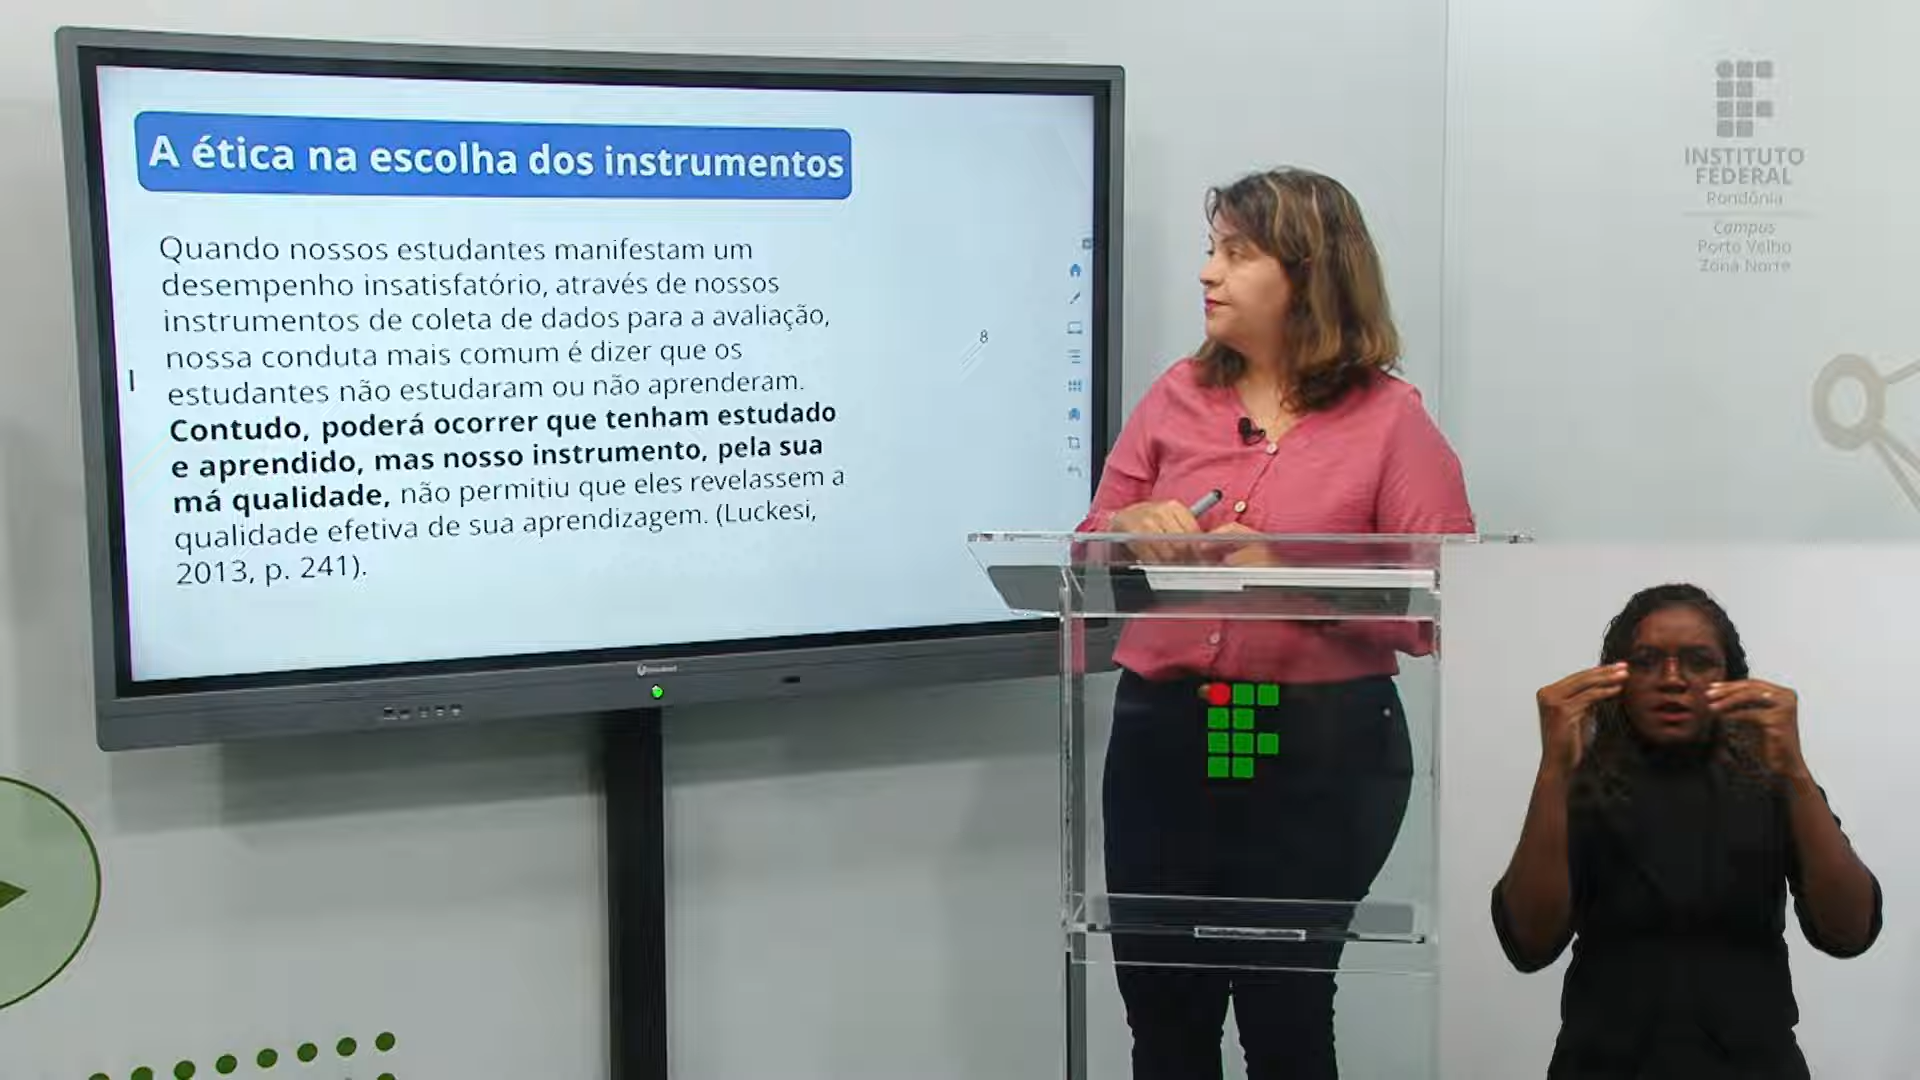 A ética na escolha dos instrumentos
Quando nossos estudantes manifestam um
desempenho insatisfatório, através de nossos
instrumentos de coleta de dados para a avaliação,
nossa conduta mais comum é dizer que os
estudantes não estudaram ou não aprenderam.
Contudo, poderá ocorrer que tenham estudado
e aprendido, mas nosso instrumento, pela sua
má qualidade, não permitiu que eles revelassem a
qualidade efetiva de sua aprendizagem. (Luckesi,
2013, p. 241).
8
INSTITUTO
FEDERAL
Rondônia
Campus
Porto Velho
Zona Norte